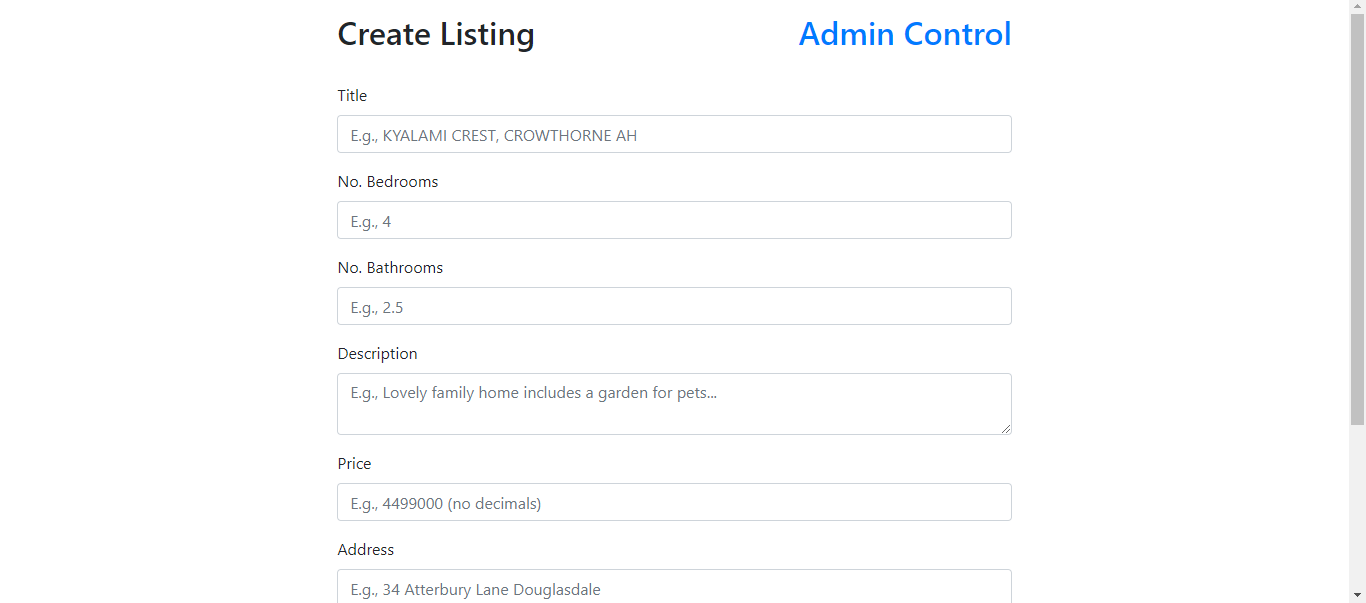 Create Listing
Admin Control
Title
E.g., KYALAMI CREST, CROWTHORNE AH
No. Bedrooms
E.g., 4
No. Bathrooms
E.g., 2.5
Description
E.g., Lovely family home includes a garden for pets...
Price
E.g., 4499000 (no decimals)
Address
E.g., 34 Atterbury Lane Douglasdale